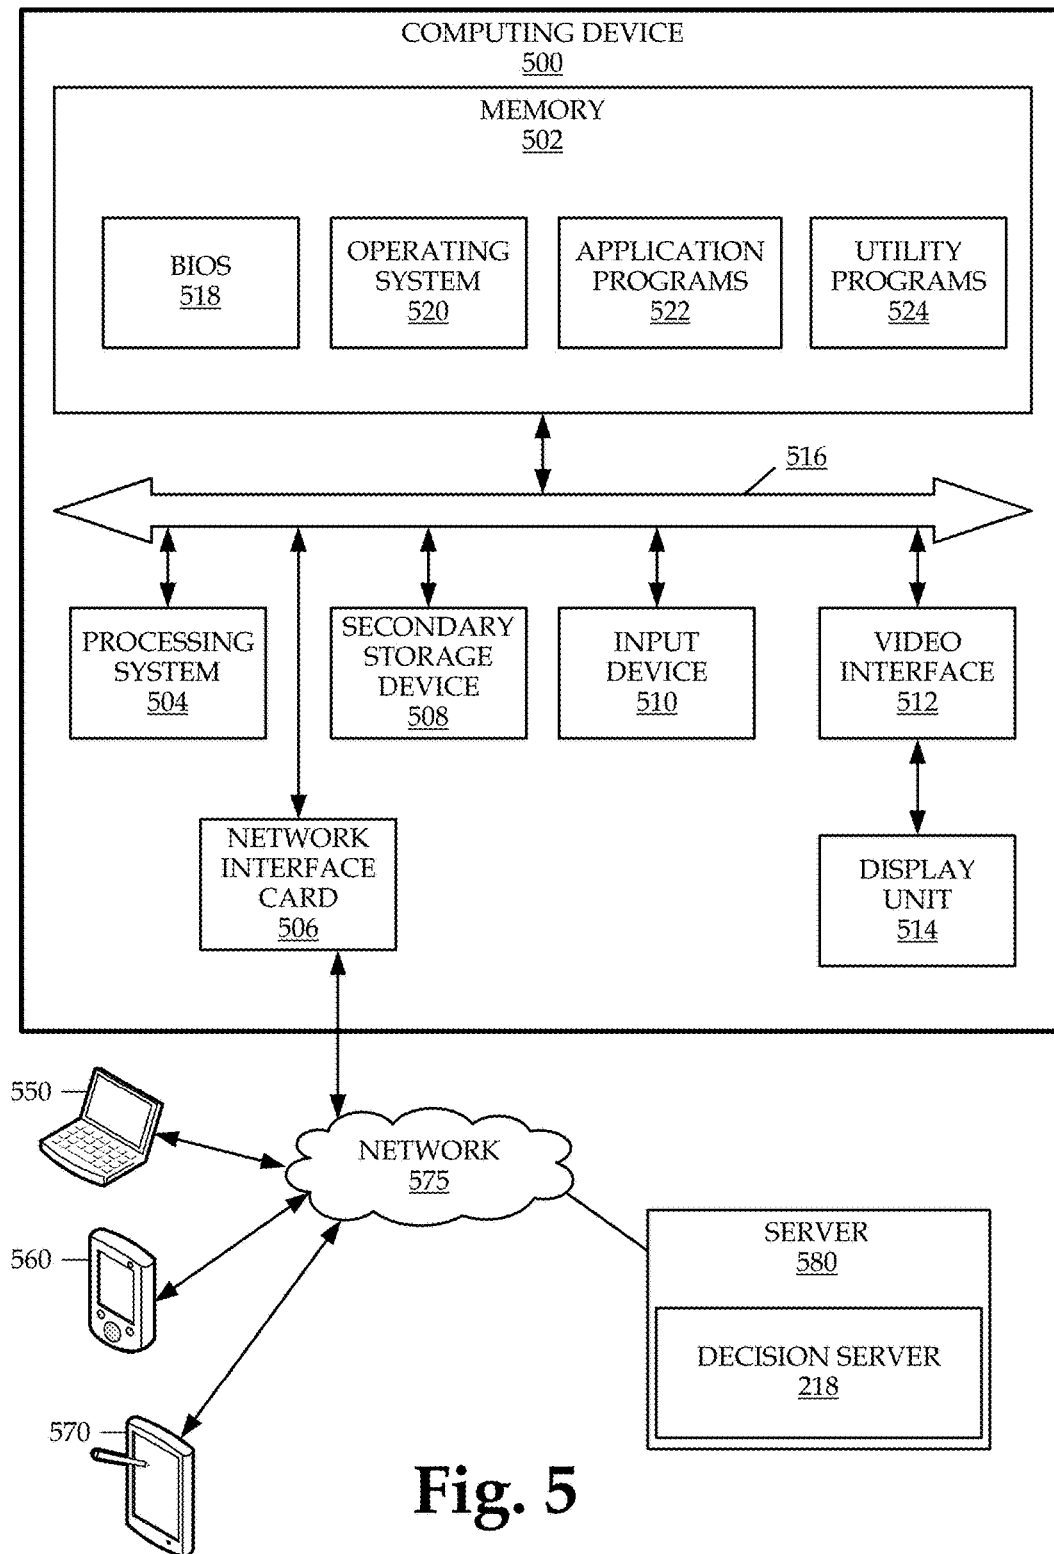 COMPUTING DEVICE
500
MEMORY
502
BIOS
518
OPERATING
SYSTEM
520
APPLICATION
PROGRAMS
522
UTILITY
PROGRAMS
524
516
PROCESSING
SYSTEM
504
SECONDARY
STORAGE
DEVICE
508
INPUT
DEVICE
510
VIDEO
INTERFACE
512
NETWORK
INTERFACE
CARD
506
DISPLAY
UNIT
514
550
NETWORK
575
560
SERVER
580
DECISION SERVER
218
570
Fig. 5